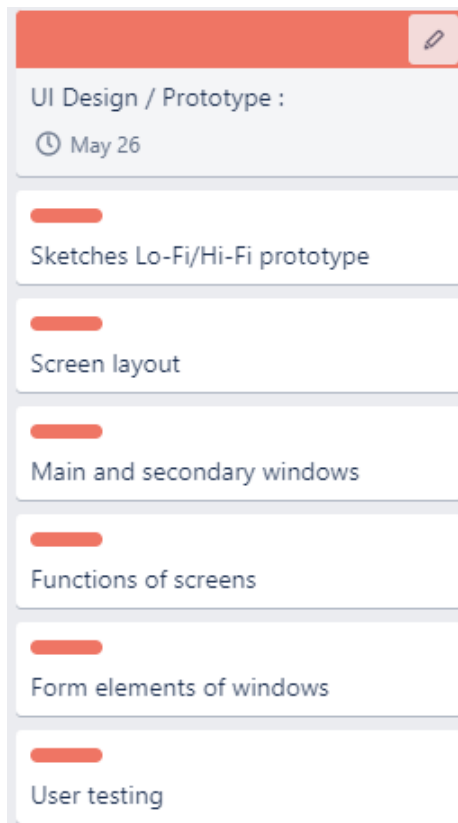 UI Design / Prototype :
May 26
Sketches Lo-Fi/Hi-Fi prototype
Screen layout
Main and secondary windows
Functions of screens
Form elements of windows
User testing